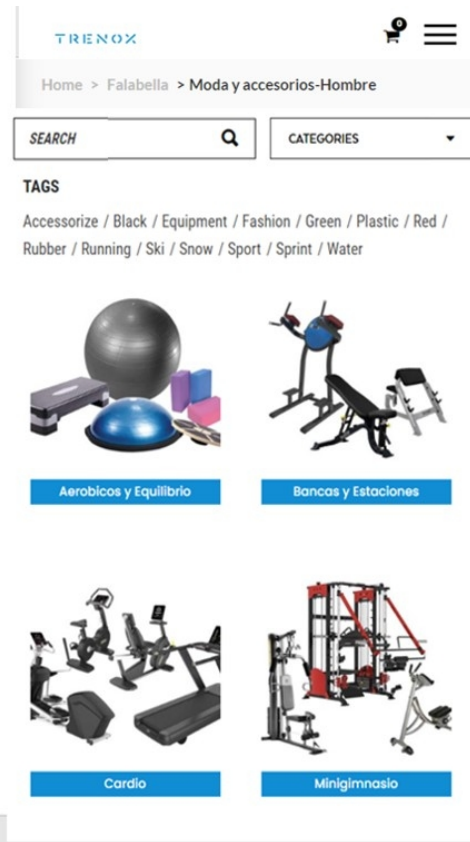 0
TRENOX
Home > Falabella > Moda y accesorios-Hombre
SEARCH
CATEGORIES
TAGS
Accessorize / Black / Equipment / Fashion / Green / Plastic / Red /
Rubber / Running / Ski / Snow / Sport / Sprint / Water
Aerobicos y Equilibrio
Bancas y Estaciones
Cardio
Minigimnasio